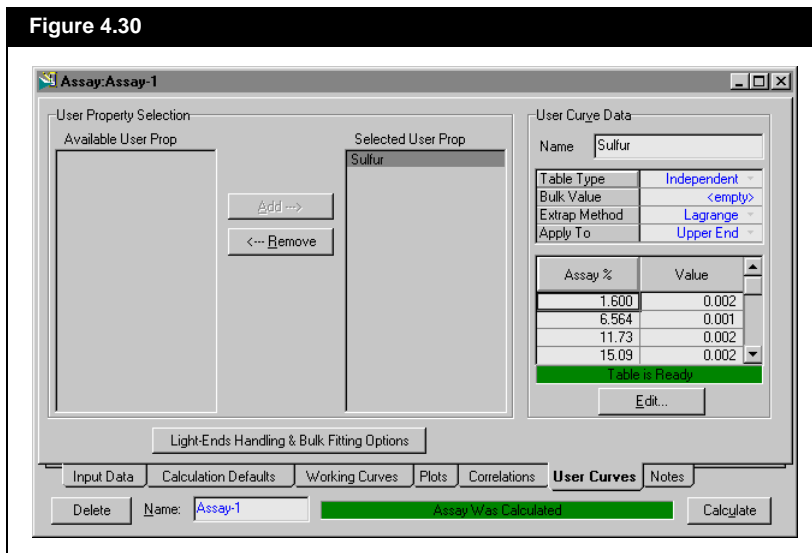 Figure 4.30
Assay:Assay-1
User Property Selection
Available User Prop
Selected User Prop
Sulfur
Add --->
<--- Remove
User Curve Data
Name Sulfur
Table Type Independent
Bulk Value <empty>
Extrap Method Lagrange
Apply To Upper End
Assay % Value
1.600 0.002
6.564 0.001
11.73 0.002
15.09 0.002
Table is Ready
Edit...
Light-Ends Handling & Bulk Fitting Options
Input Data Calculation Defaults Working Curves Plots Correlations User Curves Notes
Delete Name: Assay-1 Assay Was Calculated Calculate